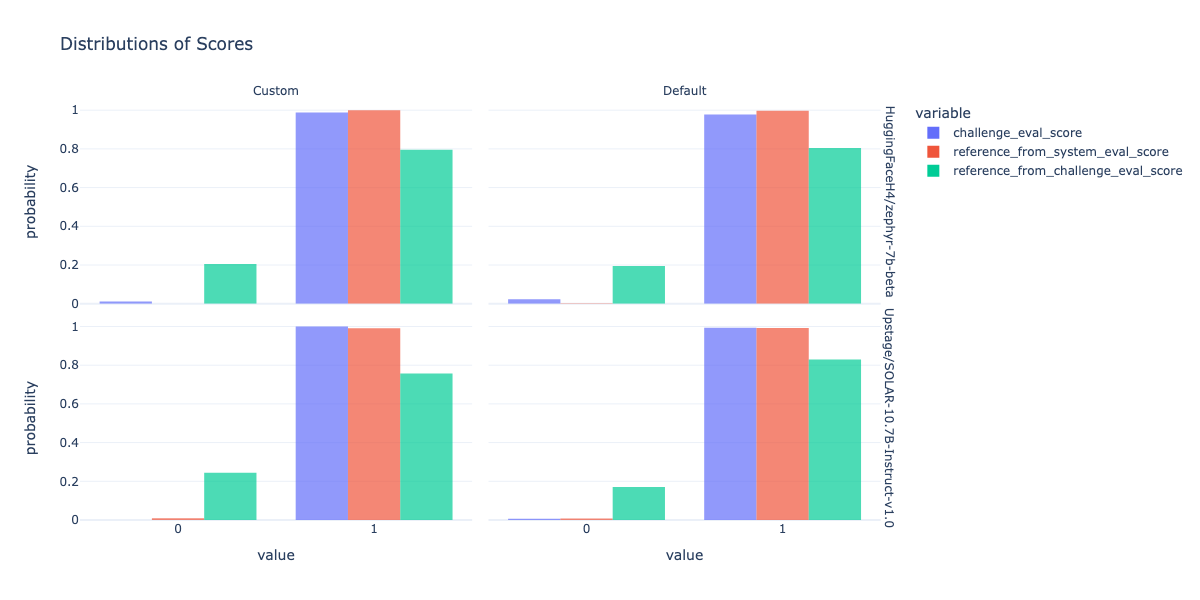 Distributions of Scores
Custom
Default
variable
challenge_eval_score
reference_from_system_eval_score
reference_from_challenge_eval_score
probability
1
0.8
0.6
0.4
0.2
0
HuggingFaceH4/zephyr-7b-beta
probability
1
0.8
0.6
0.4
0.2
0
Upstage/SOLAR-10.7B-Instruct-v1.0
0
1
0
1
value
value